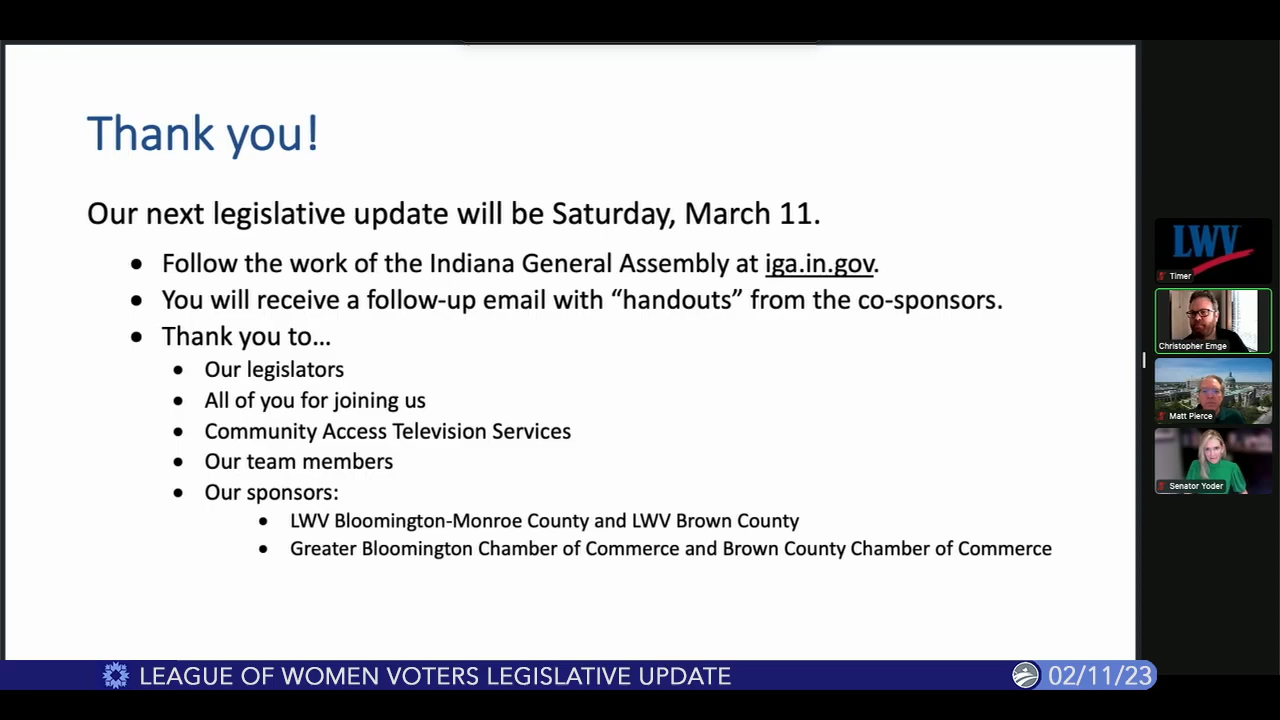 Thank you!
Our next legislative update will be Saturday, March 11.
• Follow the work of the Indiana General Assembly at iga.in.gov.
• You will receive a follow-up email with “handouts” from the co-sponsors.
• Thank you to…
• Our legislators
• All of you for joining us
• Community Access Television Services
• Our team members
• Our sponsors:
• LWV Bloomington-Monroe County and LWV Brown County
• Greater Bloomington Chamber of Commerce and Brown County Chamber of Commerce
LWV
Timer
Christopher Emge
Matt Pierce
Senator Yoder
LEAGUE OF WOMEN VOTERS LEGISLATIVE UPDATE
02/11/23